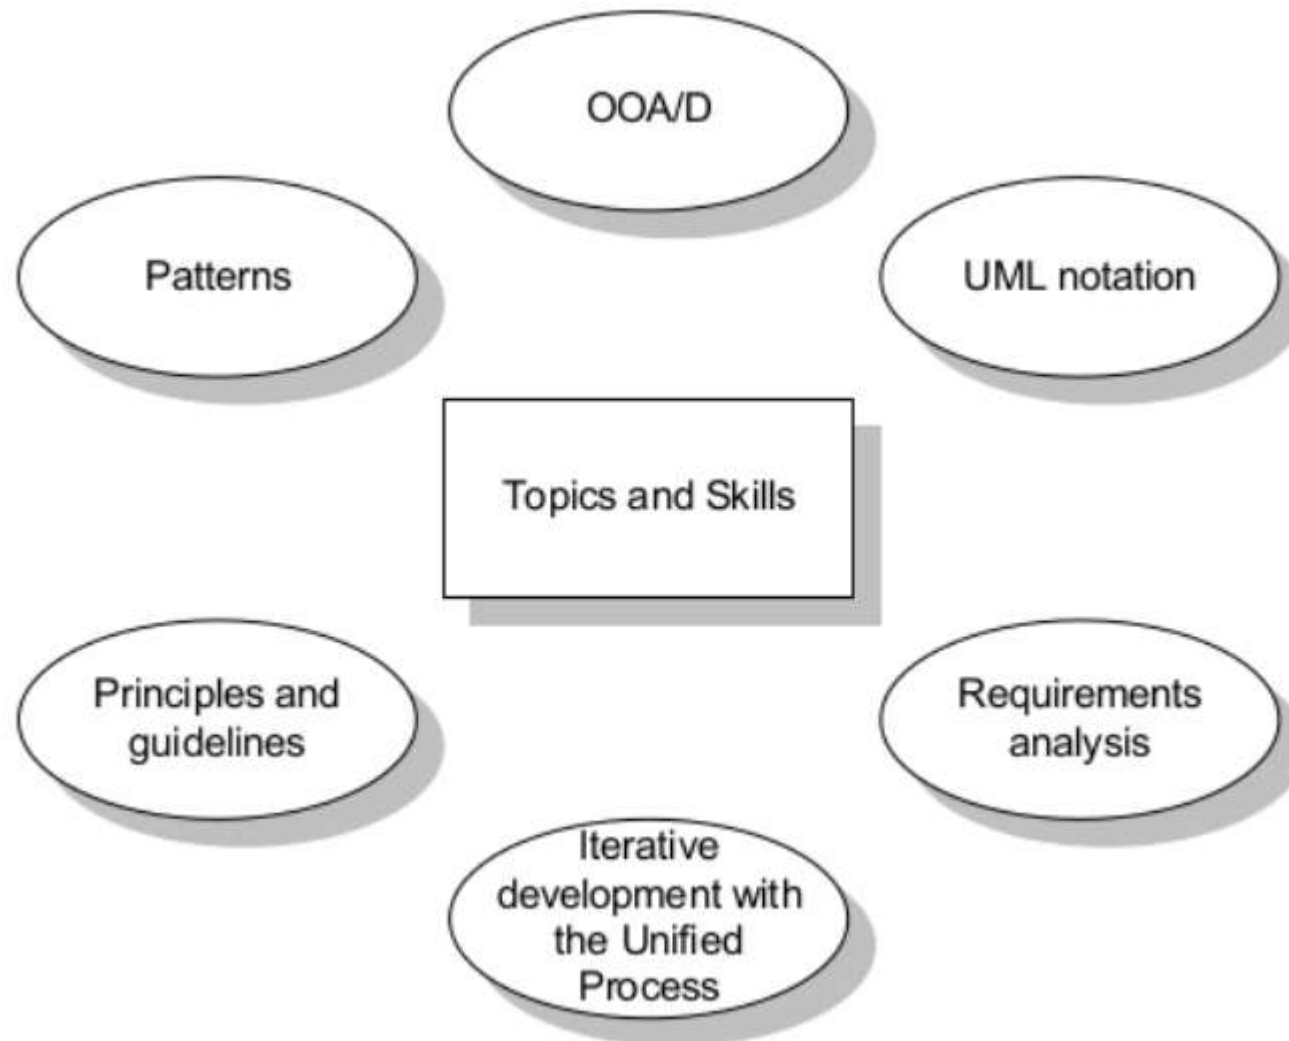 OOA/D
Patterns
UML notation
Topics and Skills
Principles and
guidelines
Requirements
analysis
Iterative
development with
the Unified
Process